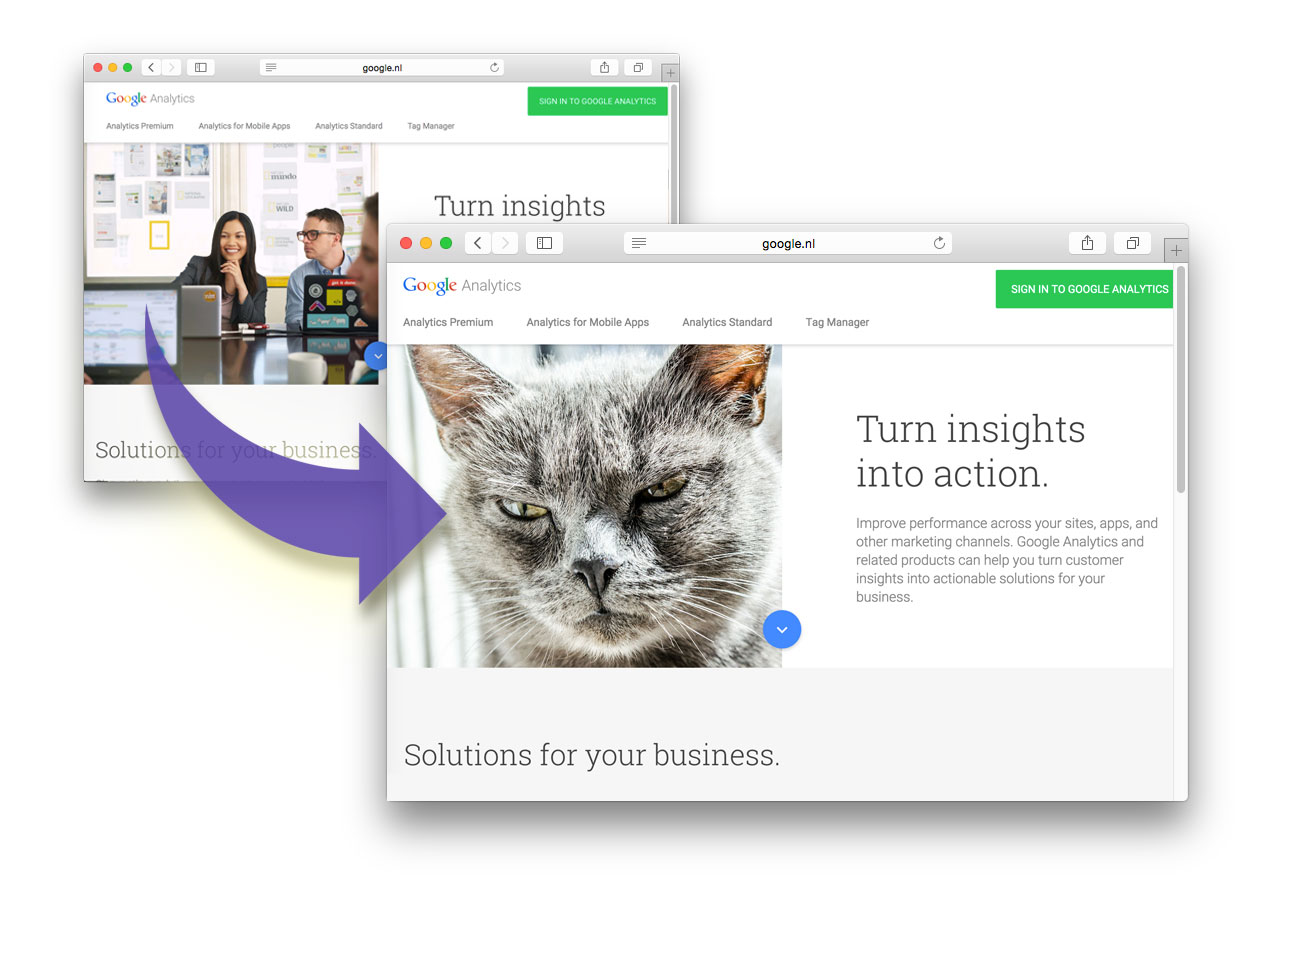 google.nl
Google Analytics
SIGN IN TO GOOGLE ANALYTICS
Analytics Premium
Analytics for Mobile Apps
Analytics Standard
Tag Manager
people
mindo
WILD
get it done.
Turn insights
Solutions for your business.
google.nl
Google Analytics
SIGN IN TO GOOGLE ANALYTICS
Analytics Premium
Analytics for Mobile Apps
Analytics Standard
Tag Manager
Turn insights
into action.
Improve performance across your sites, apps, and
other marketing channels. Google Analytics and
related products can help you turn customer
insights into actionable solutions for your
business.
Solutions for your business.